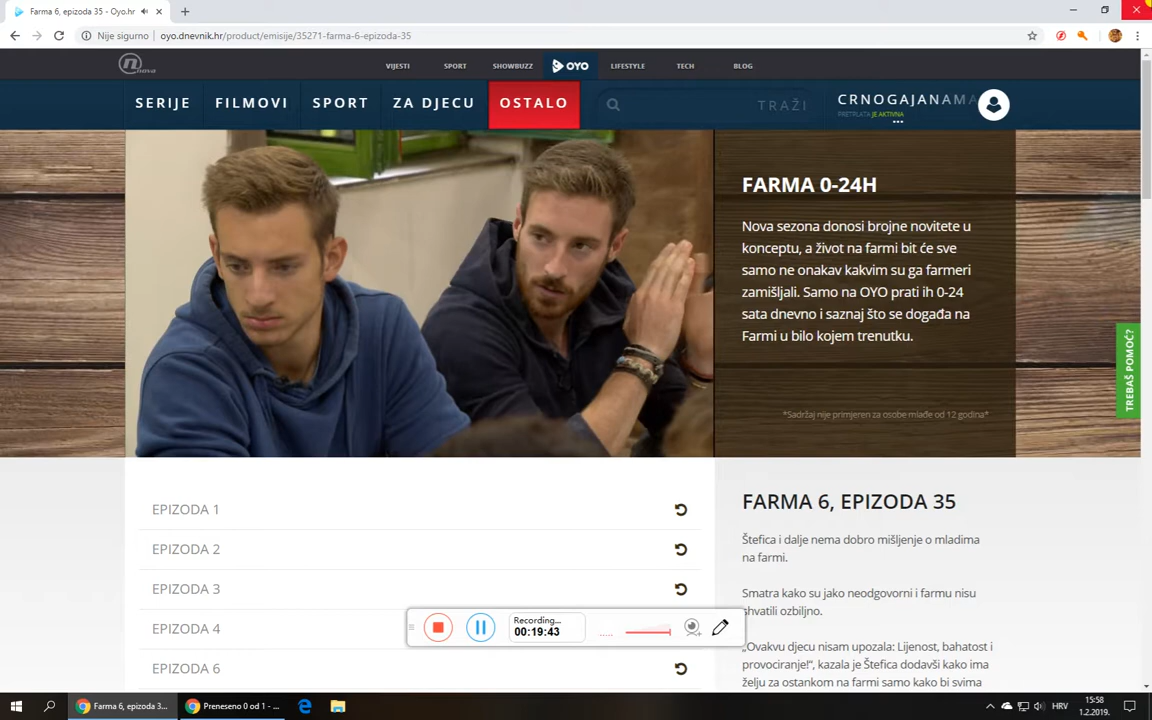 Farma 6, epizoda 35 - Oyo.hr
Nije sigurno
oyo.dnevnik.hr/product/emisije/35271-farma-6-epizoda-35
nova
VIJESTI SPORT SHOWBUZZ OYO LIFESTYLE TECH BLOG
SERIJE FILMOVI SPORT ZA DJECU OSTALO
TRAŽI
CRNOGAJANAMA
PRETPLATA JE AKTIVNA
FARMA 0-24H
Nova sezona donosi brojne novitete u
konceptu, a život na farmi bit će sve
samo ne onakav kakvim su ga farmeri
zamišljali. Samo na OYO prati ih 0-24
sata dnevno i saznaj što se događa na
Farmi u bilo kojem trenutku.
*Sadržaj nije primjeren za osobe mlađe od 12 godina*
TREBAŠ POMOĆ?
EPIZODA 1
EPIZODA 2
EPIZODA 3
EPIZODA 4
EPIZODA 6
FARMA 6, EPIZODA 35
Štefica i dalje nema dobro mišljenje o mladima
na farmi.
Smatra kako su jako neodgovorni i farmu nisu
shvatili ozbiljno.
„Ovakvu djecu nisam upozala: Lijenost, bahatost i
provociranje!“, kazala je Štefica dodavši kako ima
želju za ostankom na farmi samo kako bi svima
Recording...
00:19:43
Farma 6, epizoda 3...
Preneseno 0 od 1 - ...
HRV
15:58
1.2.2019.